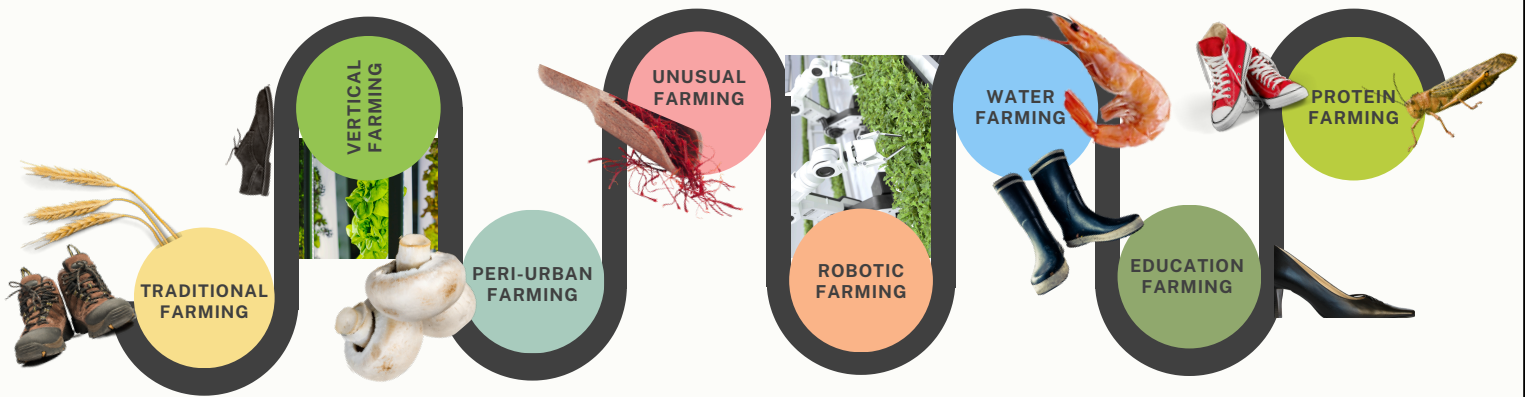 TRADITIONAL
FARMING
VERTICAL
FARMING
PERI-URBAN
FARMING
UNUSUAL
FARMING
ROBOTIC
FARMING
WATER
FARMING
EDUCATION
FARMING
PROTEIN
FARMING